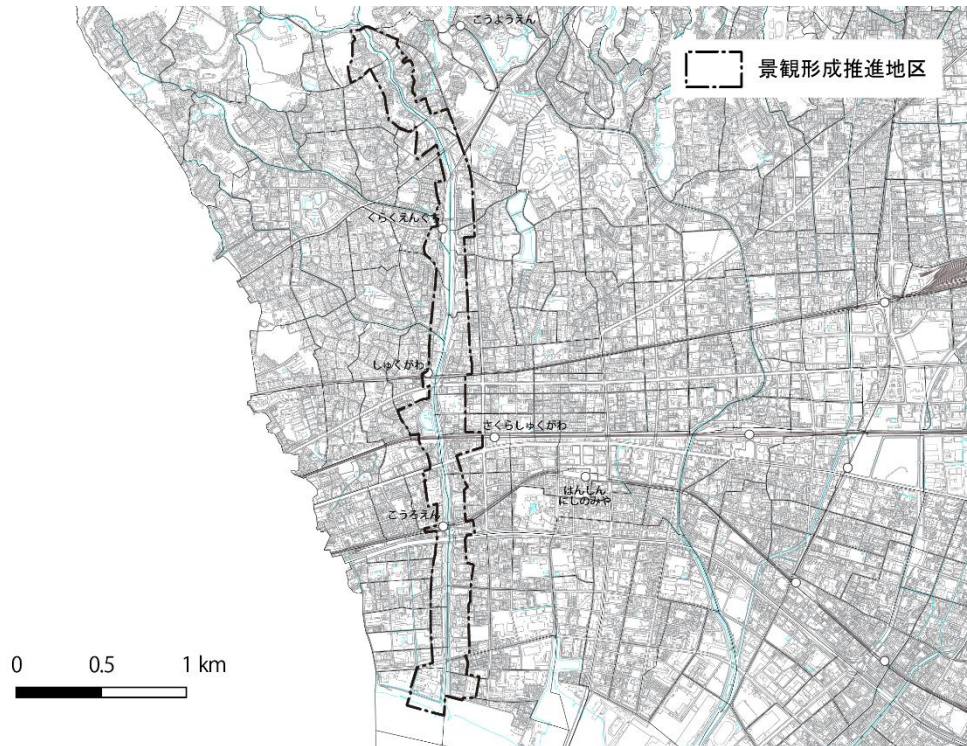 こうようえん
景観形成推進地区
くらくえんぐち
しゅくがわ
さくらしゅくがわ
はんしん
にしのみや
こうろえん
0 0.5 1 km